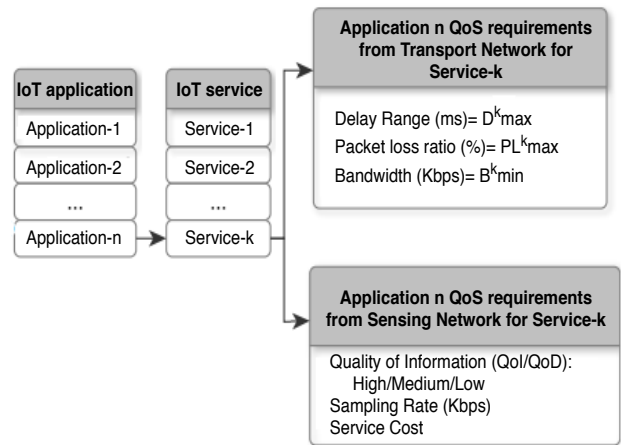 IoT application
Application-1
Application-2
...
Application-n
IoT service
Service-1
Service-2
...
Service-k
Application n QoS requirements
from Transport Network for
Service-k
Delay Range (ms)= Dᵏmax
Packet loss ratio (%)= PLᵏmax
Bandwidth (Kbps)= Bᵏmin
Application n QoS requirements
from Sensing Network for Service-k
Quality of Information (QoI/QoD):
High/Medium/Low
Sampling Rate (Kbps)
Service Cost